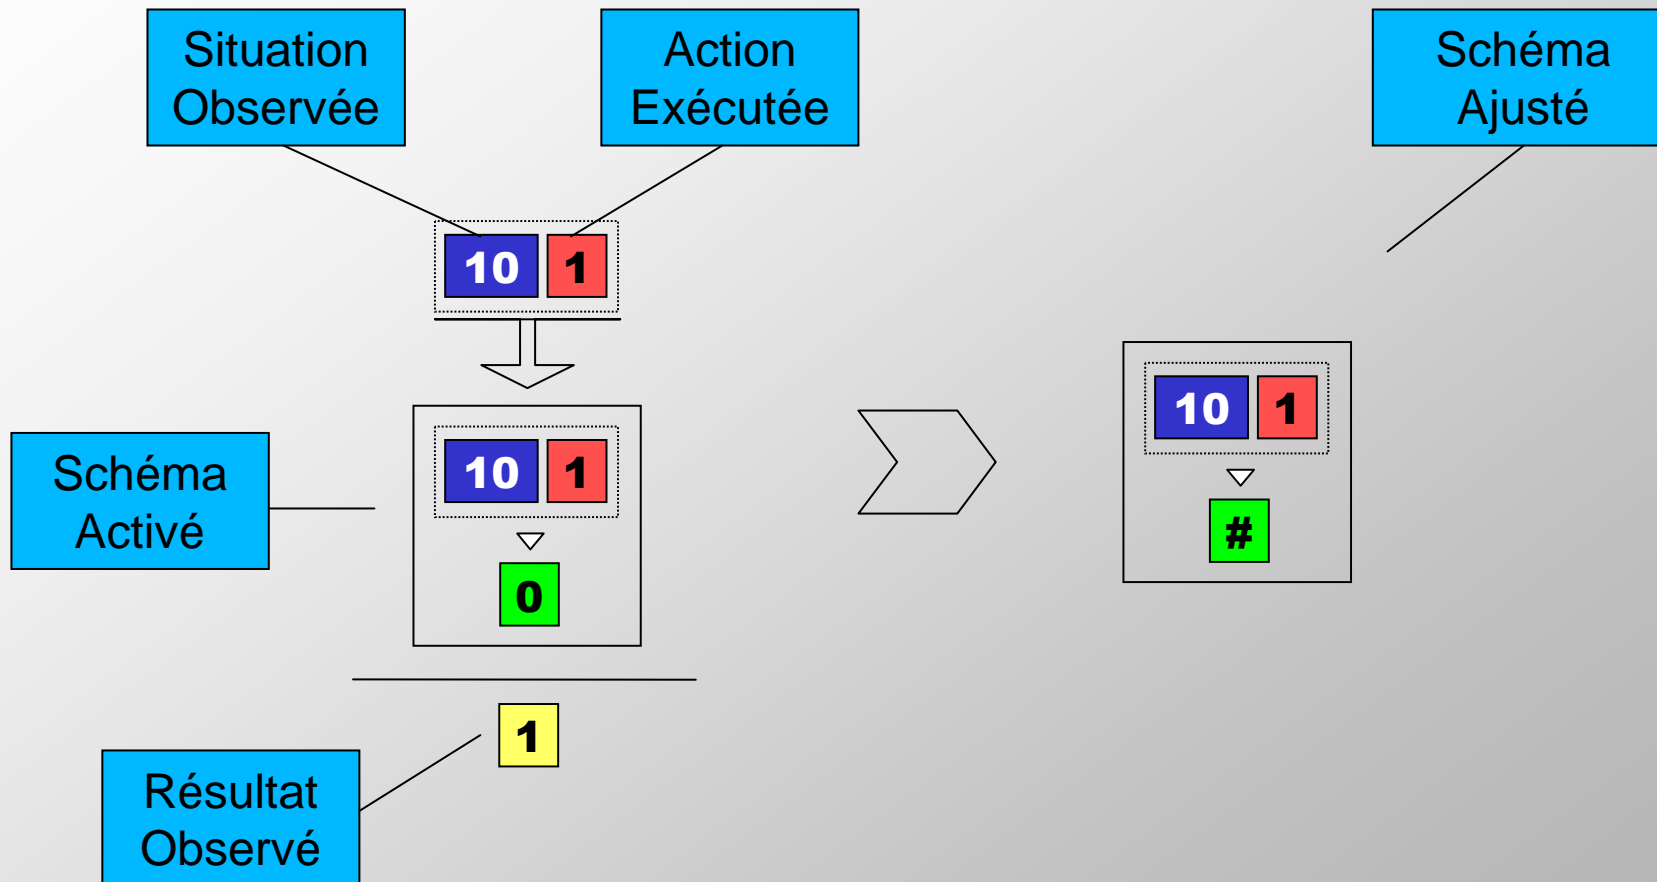 Situation
Observée
Action
Exécutée
Schéma
Ajusté
10 1
10 1
Schéma
Activé
0
10 1
#
1
Résultat
Observé